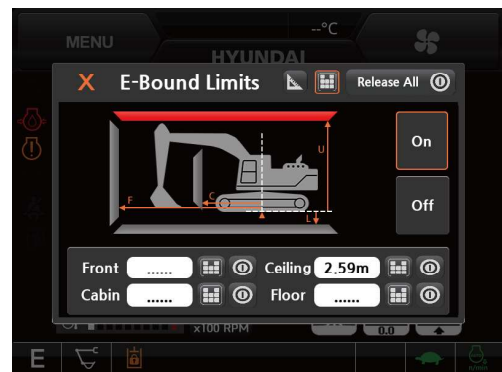 --°C
MENU
HYUNDAI
X E-Bound Limits Release All
On
U
F
C
L
Off
Front ...... Ceiling 2.59m
Cabin ...... Floor ......
x100 RPM
0.0
E